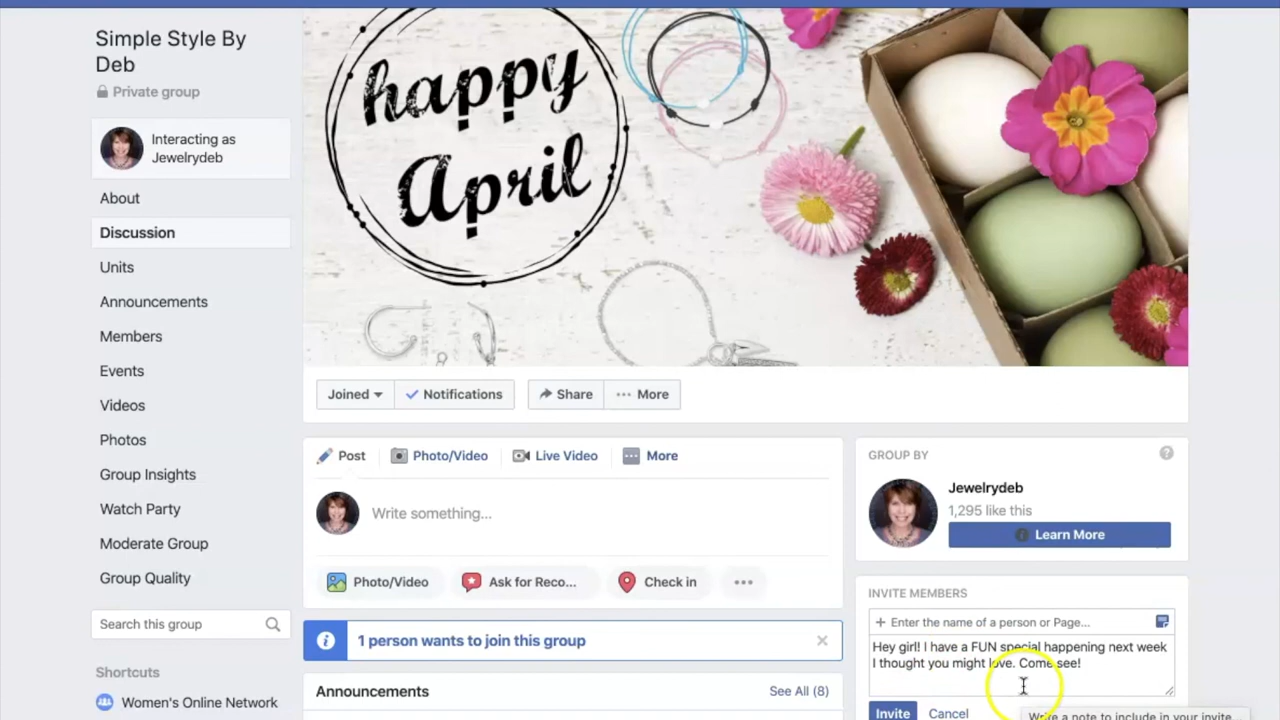 Simple Style By
Deb
Private group
Interacting as
Jewelrydeb
About
Discussion
Units
Announcements
Members
Events
Videos
Photos
Group Insights
Watch Party
Moderate Group
Group Quality
Search this group
Shortcuts
Women's Online Network
happy
April
Joined
Notifications
Share
More
Post
Photo/Video
Live Video
More
Write something...
Photo/Video
Ask for Reco...
Check in
1 person wants to join this group
Announcements
See All (8)
GROUP BY
Jewelrydeb
1,295 like this
Learn More
INVITE MEMBERS
+ Enter the name of a person or Page...
Hey girl! I have a FUN special happening next week
I thought you might love. Come see!
Invite
Cancel
Write a note to include in your invite...